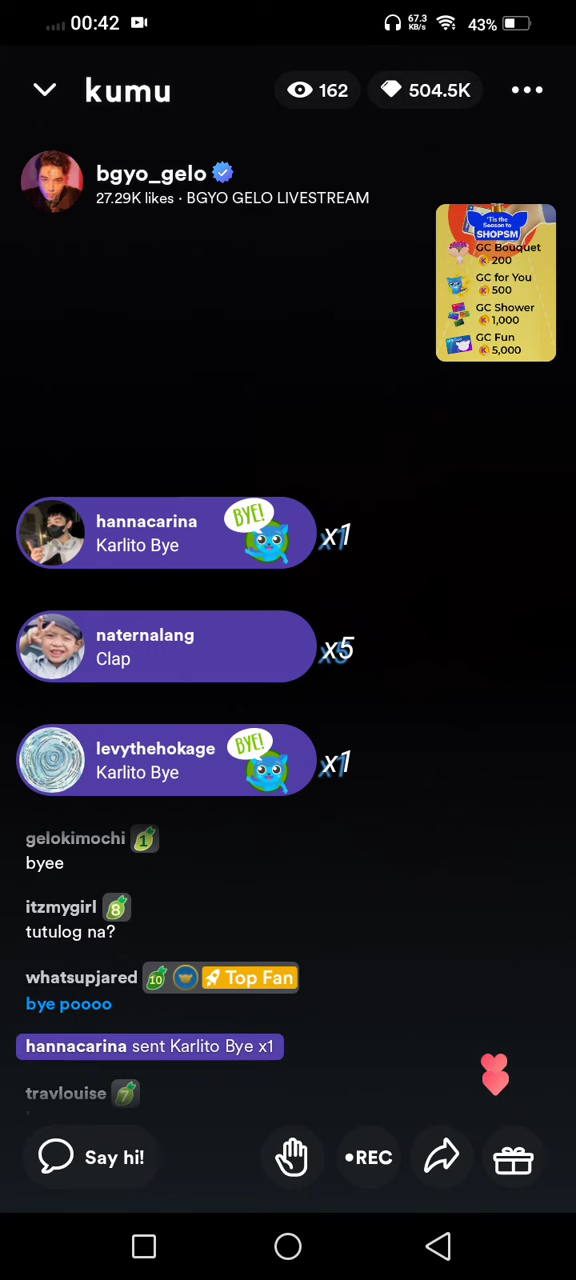 00:42
67.3
KB/s
43%
kumu
162
504.5K
bgyo_gelo
27.29K likes · BGYO GELO LIVESTREAM
'Tis the
Season to
SHOPSM
GC Bouquet
200
GC for You
500
GC Shower
1,000
GC Fun
5,000
hannacarina
Karlito Bye
BYE!
x1
naternalang
Clap
x5
levythehokage
Karlito Bye
BYE!
x1
gelokimochi 1
byee
itzmygirl 8
tutulog na?
whatsupjared 10 Top Fan
bye poooo
hannacarina sent Karlito Bye x1
travlouise 7
Say hi!
•REC